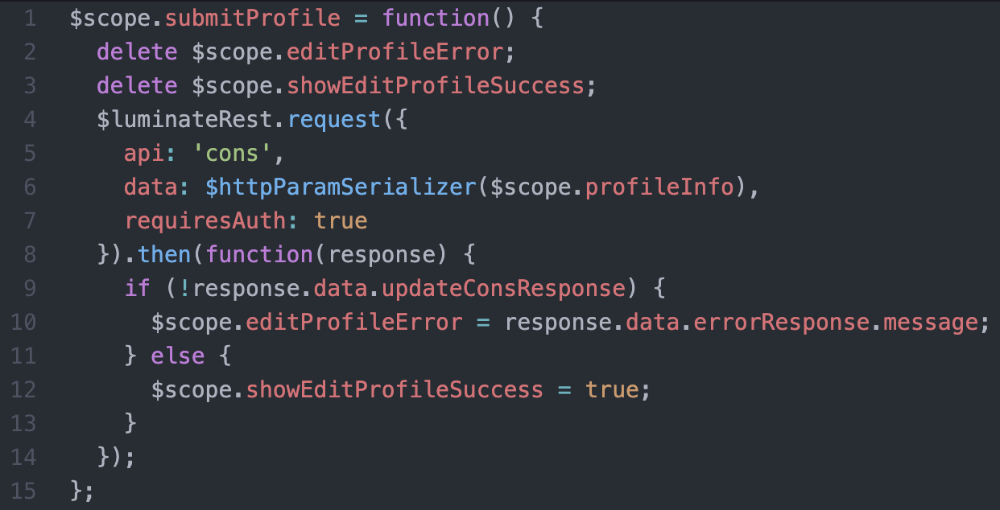 1 $scope.submitProfile = function() {
2   delete $scope.editProfileError;
3   delete $scope.showEditProfileSuccess;
4   $luminateRest.request({
5     api: 'cons',
6     data: $httpParamSerializer($scope.profileInfo),
7     requiresAuth: true
8   }).then(function(response) {
9     if (!response.data.updateConsResponse) {
10       $scope.editProfileError = response.data.errorResponse.message;
11     } else {
12       $scope.showEditProfileSuccess = true;
13     }
14   });
15 };